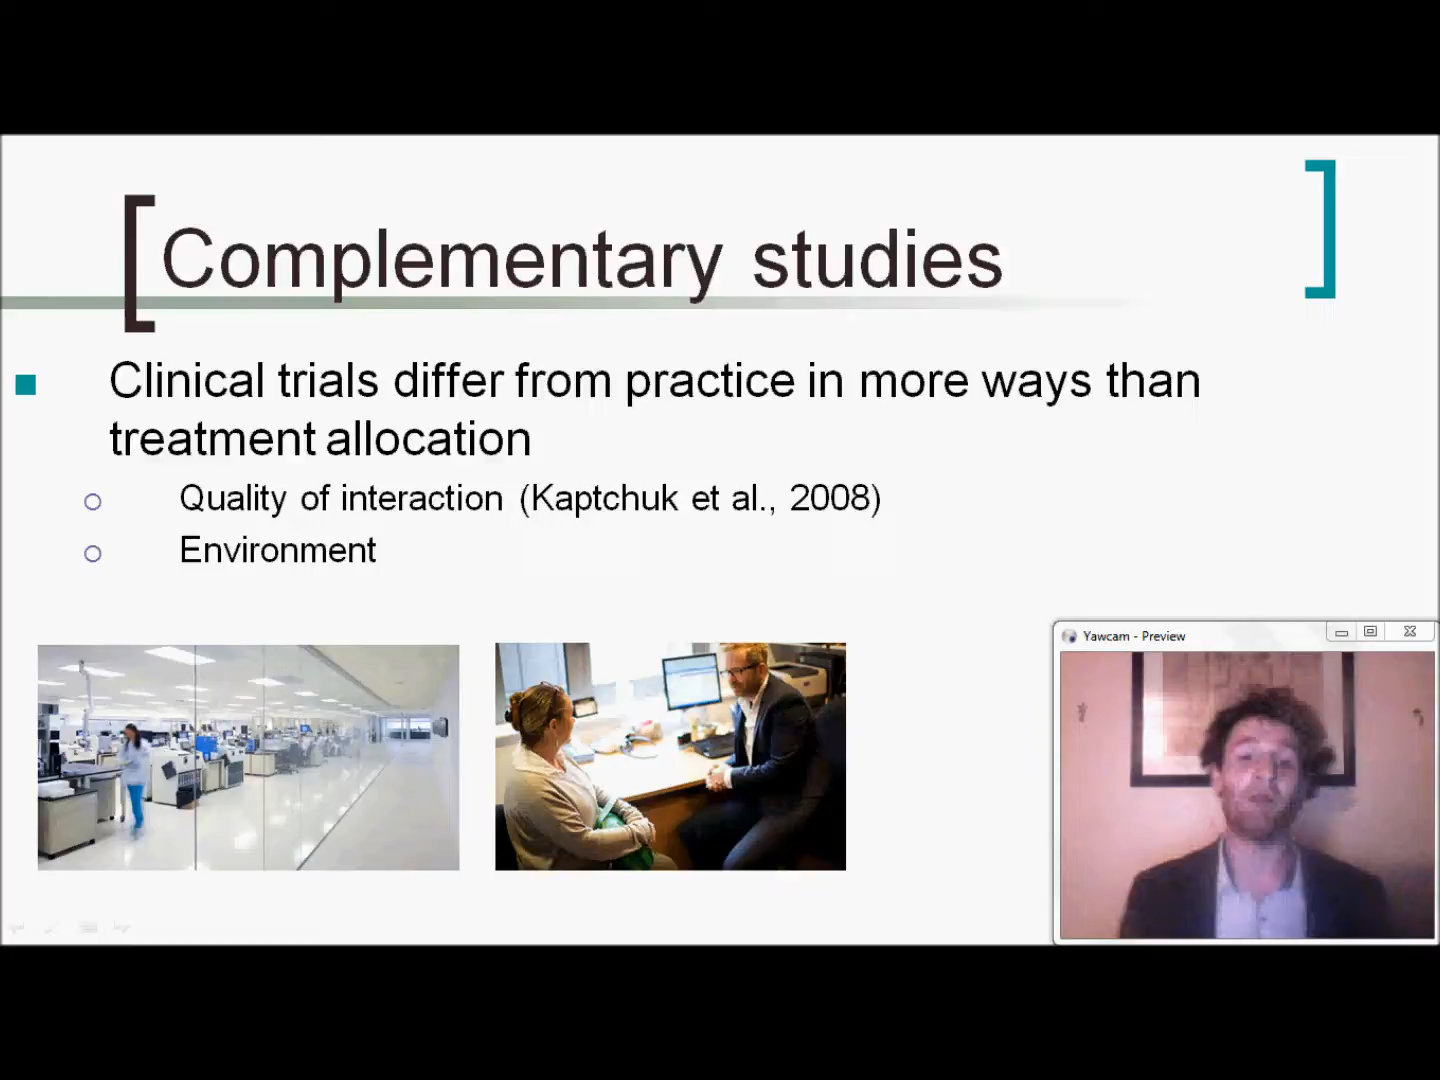 Complementary studies
Clinical trials differ from practice in more ways than
treatment allocation
Quality of interaction (Kaptchuk et al., 2008)
Environment
Yawcam - Preview